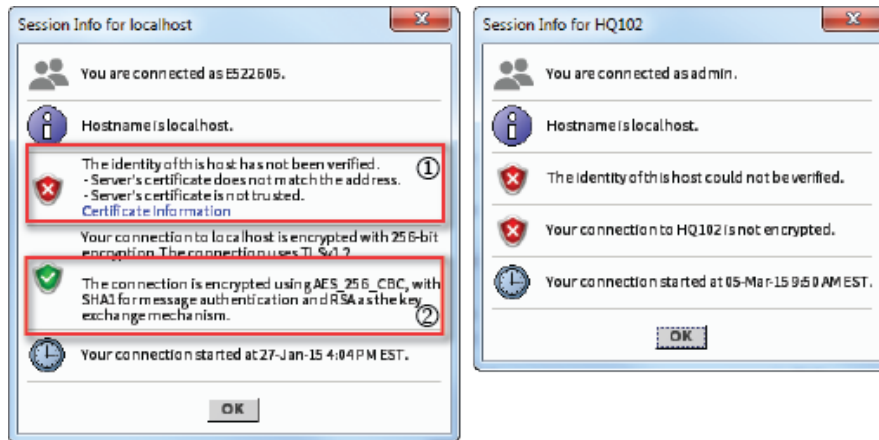 Session Info for localhost
You are connected as E522605.
Hostname is localhost.
The identity of this host has not been verified.
①
- Server's certificate does not match the address.
- Server's certificate is not trusted.
Certificate Information
Your connection to localhost is encrypted with 256-bit
encryption. The connection uses TLSv1.2
The connection is encrypted using AES_256_CBC, with
SHA1 for message authentication and RSA as the key
exchange mechanism.
②
Your connection started at 27-Jan-15 4:04 PM EST.
OK
Session Info for HQ102
You are connected as admin.
Hostname is localhost.
The identity of this host could not be verified.
Your connection to HQ102 is not encrypted.
Your connection started at 05-Mar-15 9:50 AM EST.
OK